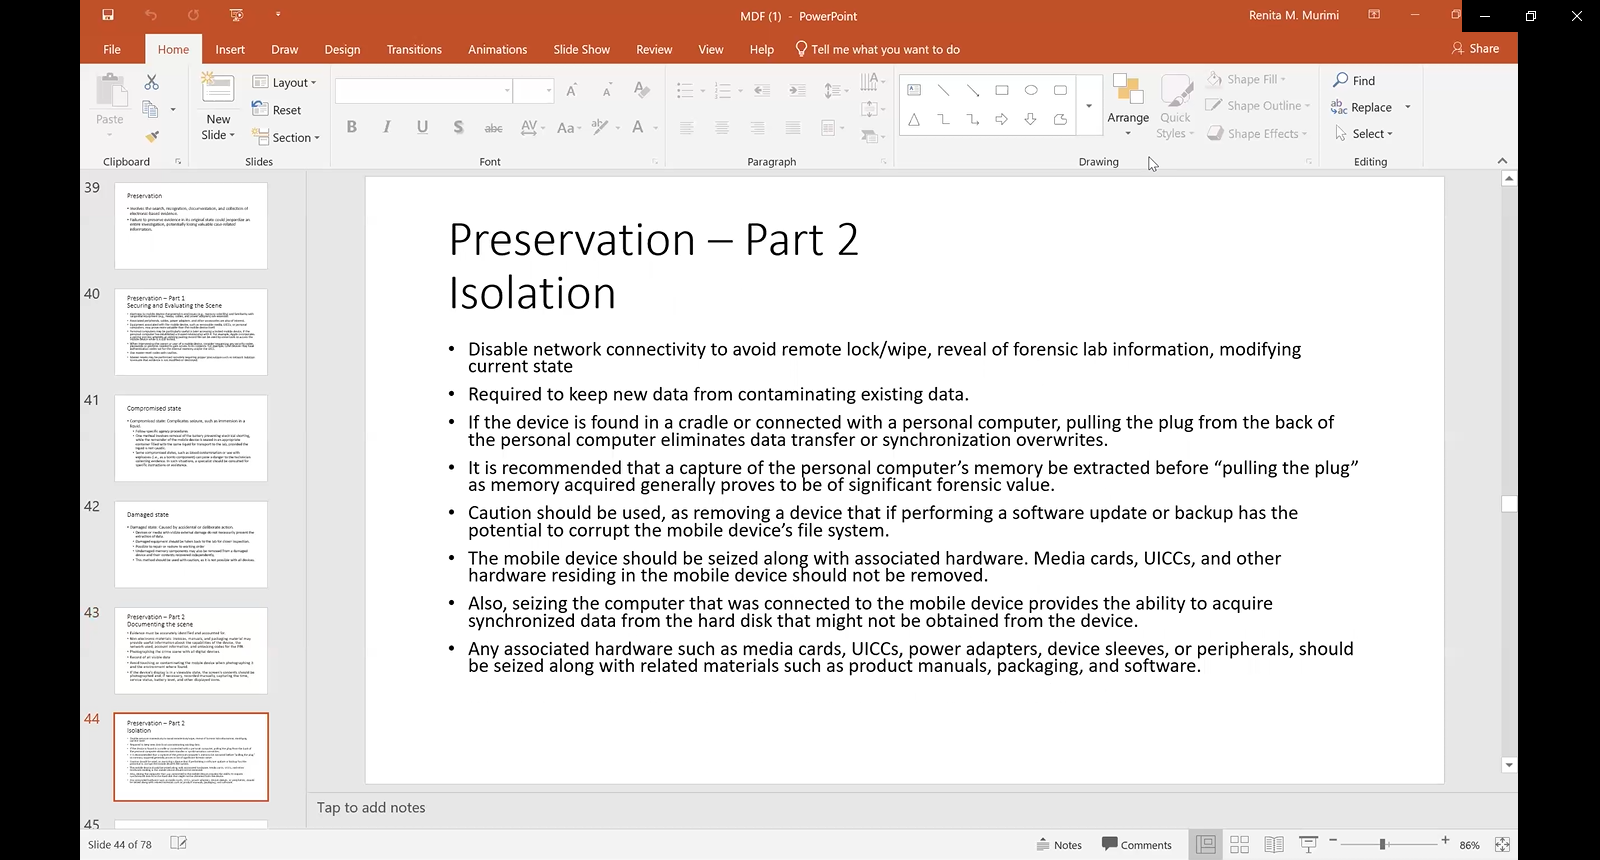 MDF (1) - PowerPoint
Renita M. Murimi
File Home Insert Draw Design Transitions Animations Slide Show Review View Help Tell me what you want to do Share
Paste
New Slide
Layout
Reset
Section
Shape Fill
Shape Outline
Shape Effects
Arrange
Quick Styles
Find
Replace
Select
Clipboard Slides Font Paragraph Drawing Editing
39
Preservation
40
Preservation – Part 1
Securing and Evaluating the Scene
41
Compromised state
42
Damaged state
43
Preservation – Part 2
Documenting the scene
44
Preservation – Part 2
Isolation
45
Preservation – Part 2
Isolation
• Disable network connectivity to avoid remote lock/wipe, reveal of forensic lab information, modifying
current state
• Required to keep new data from contaminating existing data.
• If the device is found in a cradle or connected with a personal computer, pulling the plug from the back of
the personal computer eliminates data transfer or synchronization overwrites.
• It is recommended that a capture of the personal computer’s memory be extracted before “pulling the plug”
as memory acquired generally proves to be of significant forensic value.
• Caution should be used, as removing a device that if performing a software update or backup has the
potential to corrupt the mobile device’s file system.
• The mobile device should be seized along with associated hardware. Media cards, UICCs, and other
hardware residing in the mobile device should not be removed.
• Also, seizing the computer that was connected to the mobile device provides the ability to acquire
synchronized data from the hard disk that might not be obtained from the device.
• Any associated hardware such as media cards, UICCs, power adapters, device sleeves, or peripherals, should
be seized along with related materials such as product manuals, packaging, and software.
Tap to add notes
Slide 44 of 78
Notes Comments 86%